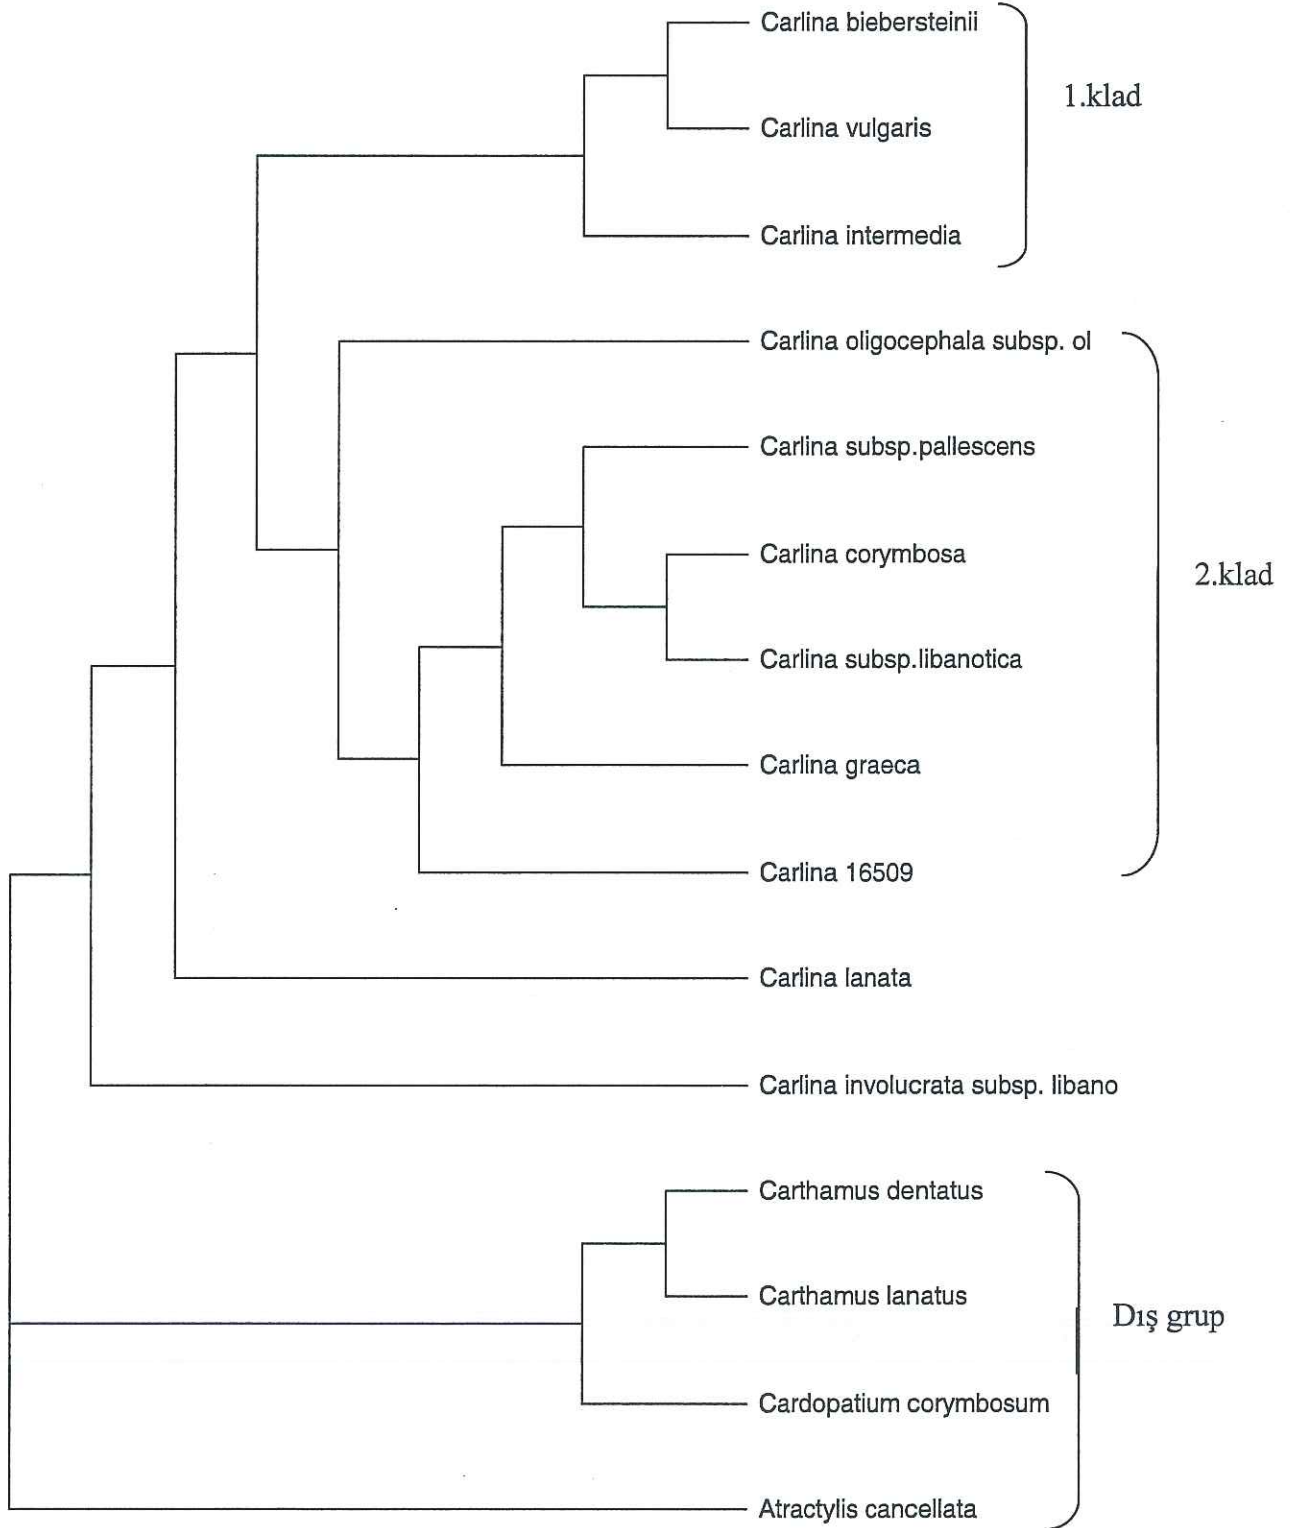 Carlina biebersteinii
1.klad
Carlina vulgaris
Carlina intermedia
Carlina oligocephala subsp. ol
Carlina subsp.pallescens
Carlina corymbosa
2.klad
Carlina subsp.libanotica
Carlina graeca
Carlina 16509
Carlina lanata
Carlina involucrata subsp. libano
Carthamus dentatus
Carthamus lanatus
Dış grup
Cardopatium corymbosum
Atractylis cancellata